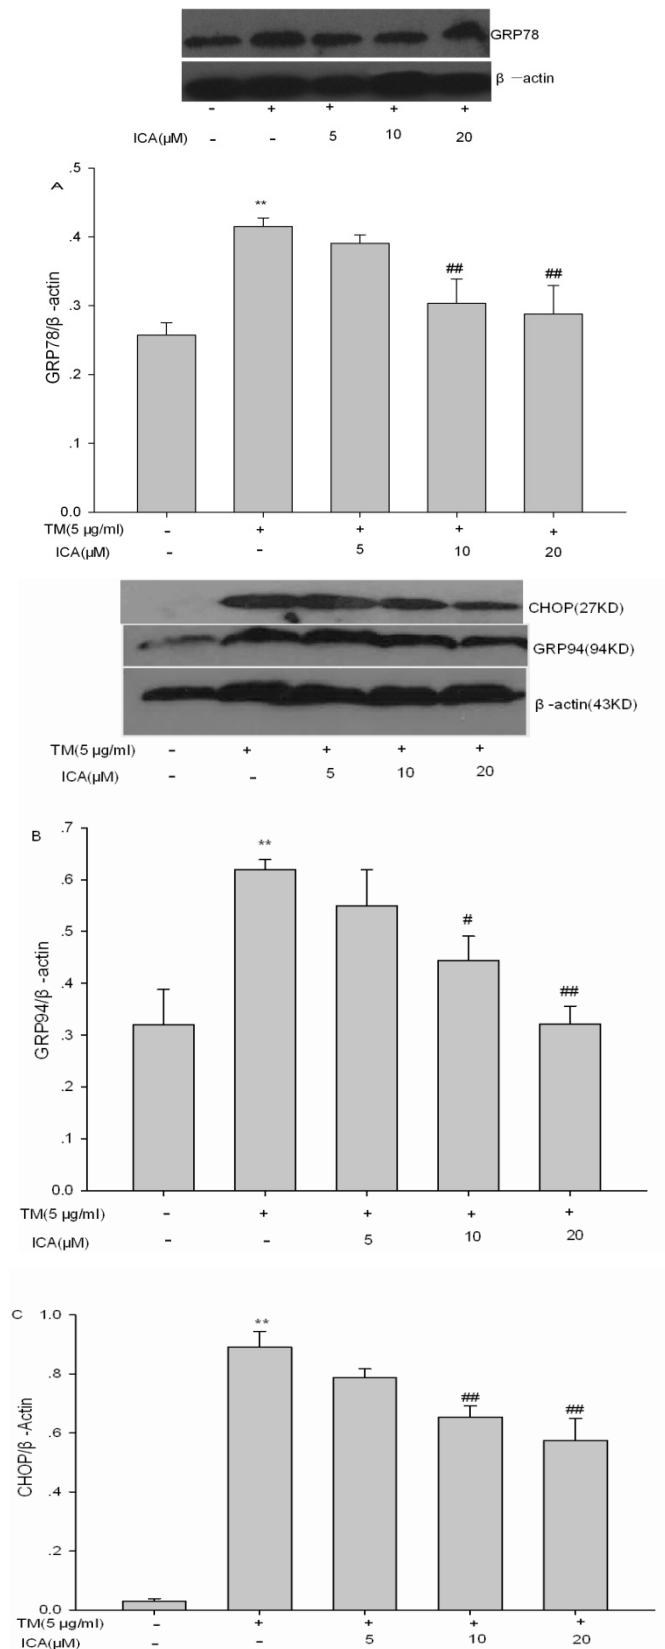 GRP78
β －actin
- + + + +
ICA(μM) - - 5 10 20
A
.5
**
.4
## ##
.3
GRP78/β -actin
.2
.1
0.0
TM(5 μg/ml) - + + + +
ICA(μM) - - 5 10 20
CHOP(27KD)
GRP94(94KD)
β -actin(43KD)
TM(5 μg/ml) - + + + +
ICA(μM) - - 5 10 20
B
.7
**
.6
#
.5
##
.4
GRP94/β -actin
.3
.2
.1
0.0
TM(5 μg/ml) - + + + +
ICA(μM) - - 5 10 20
C
1.0
**
.8
## ##
.6
CHOP/β -Actin
.4
.2
0.0
TM(5 μg/ml) - + + + +
ICA(μM) - - 5 10 20